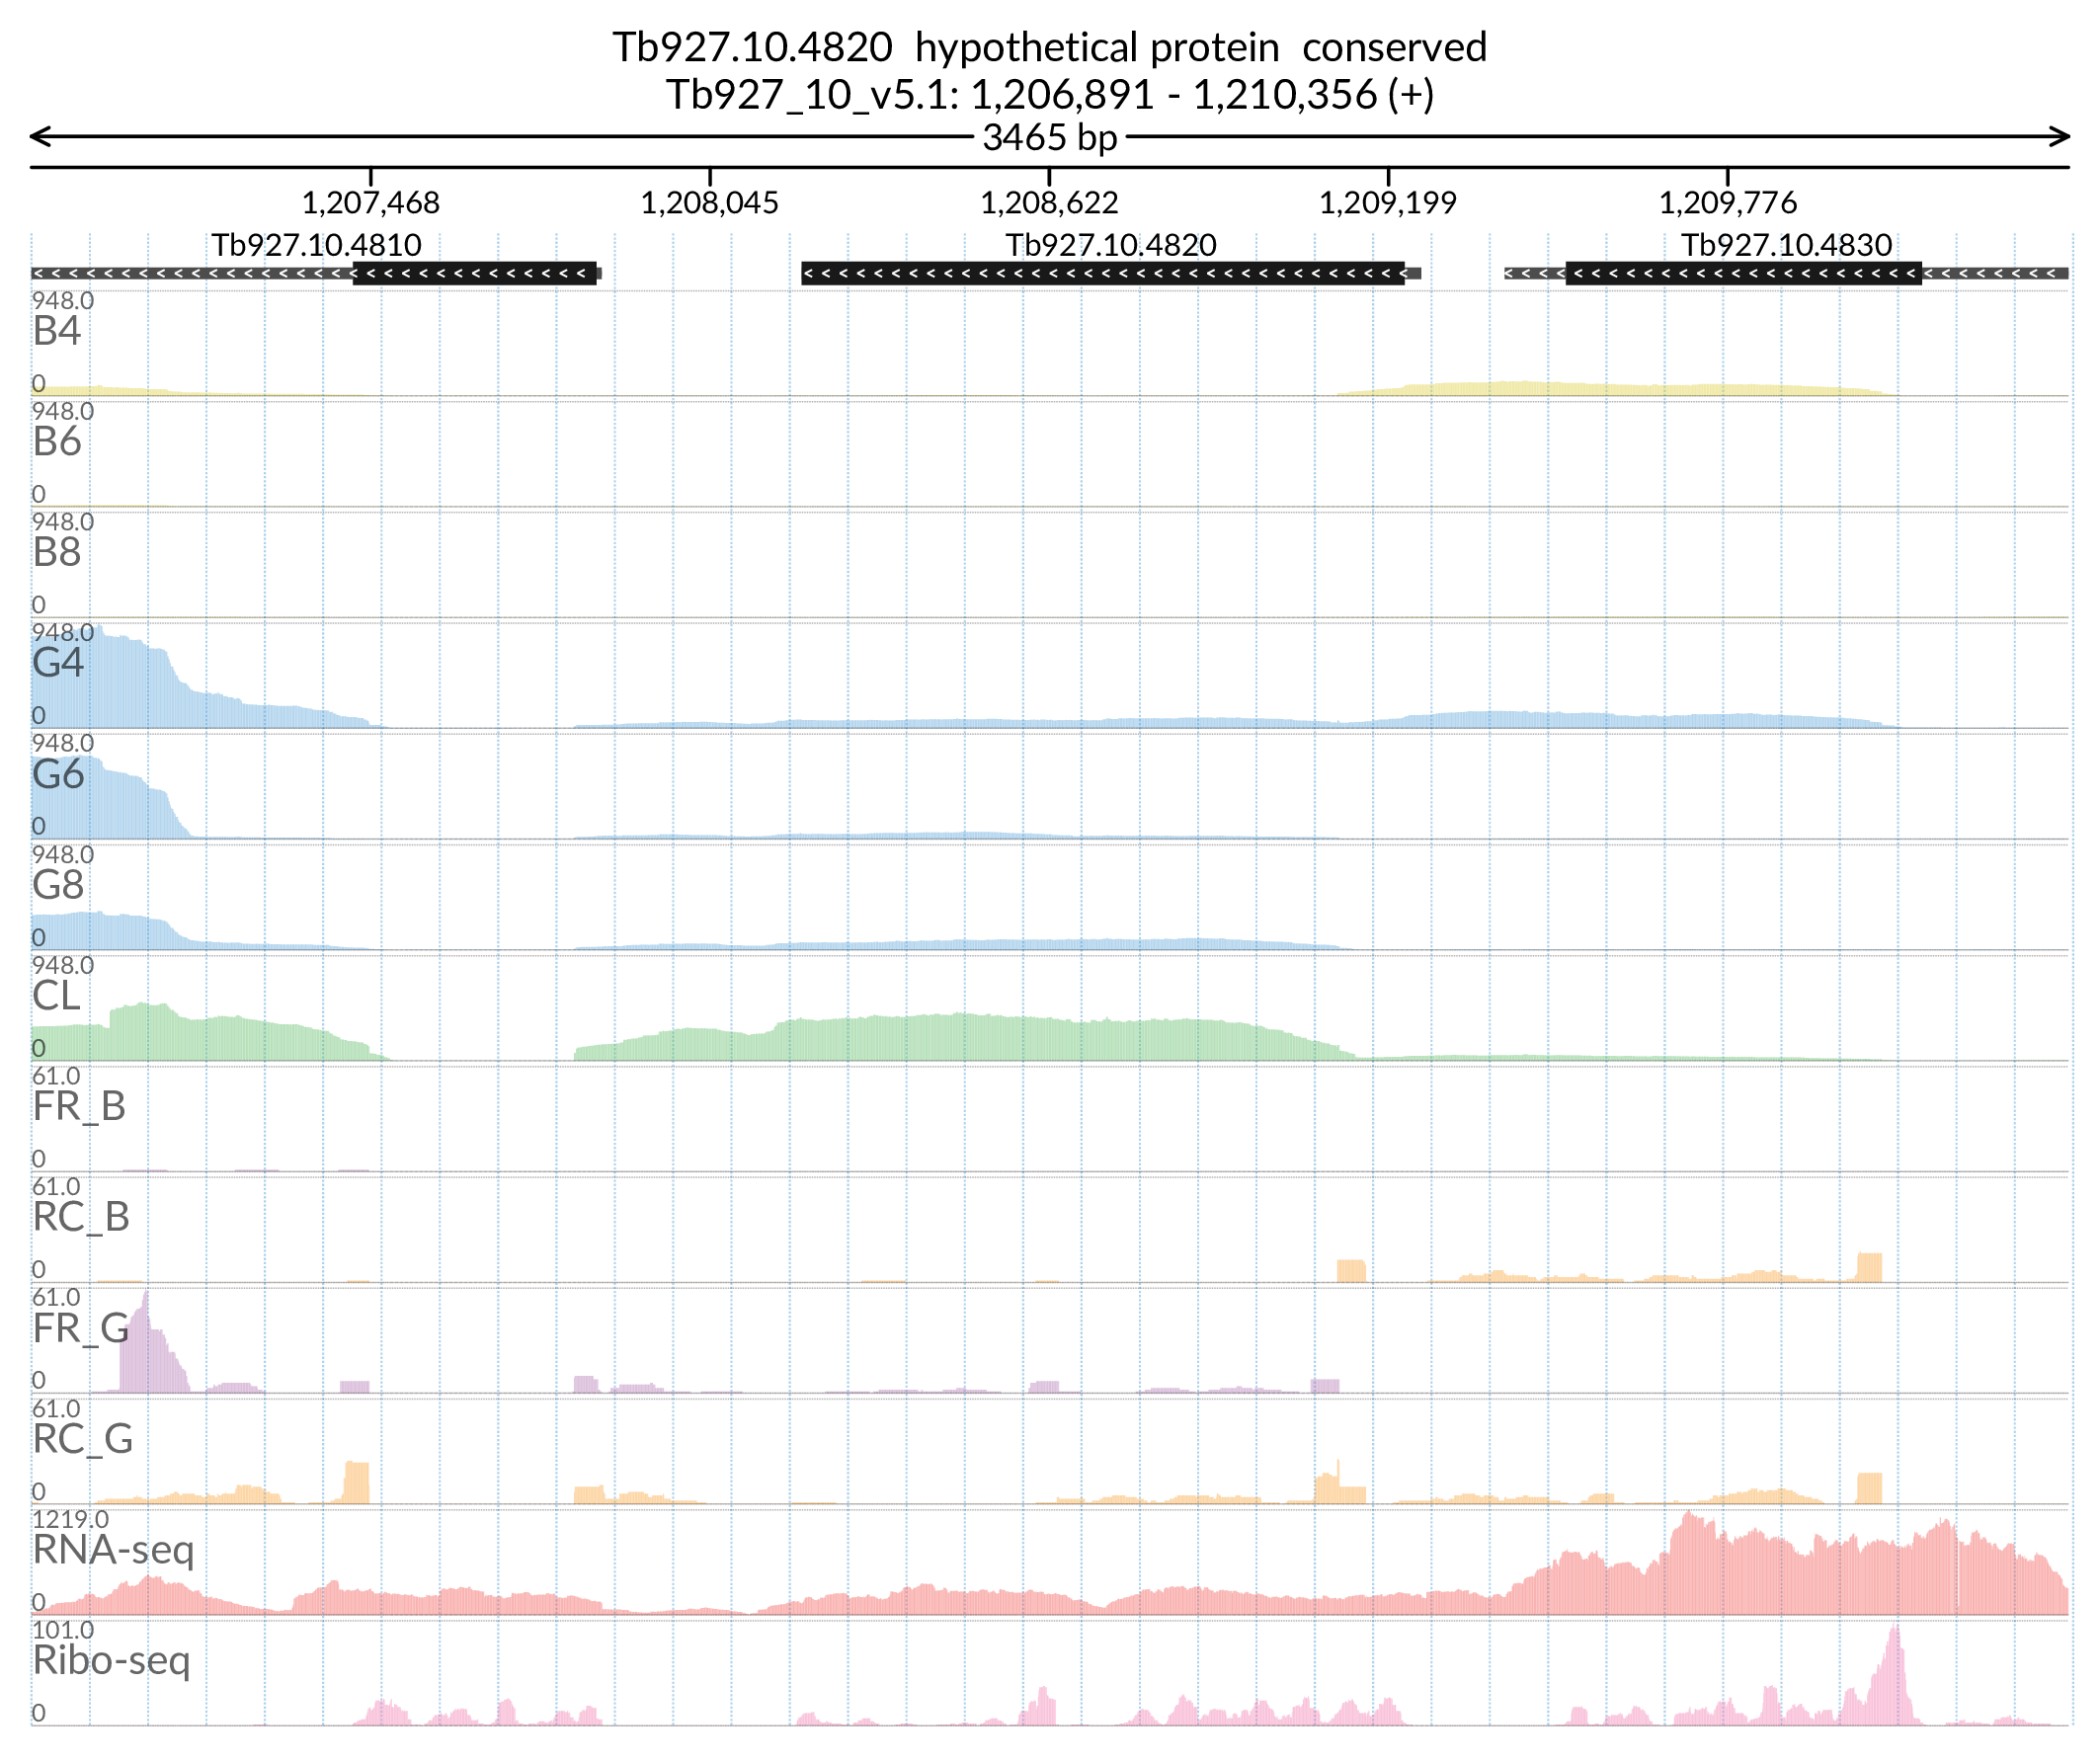 Tb927.10.4820  hypothetical protein  conserved
Tb927_10_v5.1: 1,206,891 - 1,210,356 (+)
3465 bp
1,207,468 1,208,045 1,208,622 1,209,199 1,209,776
Tb927.10.4810 Tb927.10.4820 Tb927.10.4830
948.0
B4
0
948.0
B6
0
948.0
B8
0
948.0
G4
0
948.0
G6
0
948.0
G8
0
948.0
CL
0
61.0
FR_B
0
61.0
RC_B
0
61.0
FR_G
0
61.0
RC_G
0
1219.0
RNA-seq
0
101.0
Ribo-seq
0